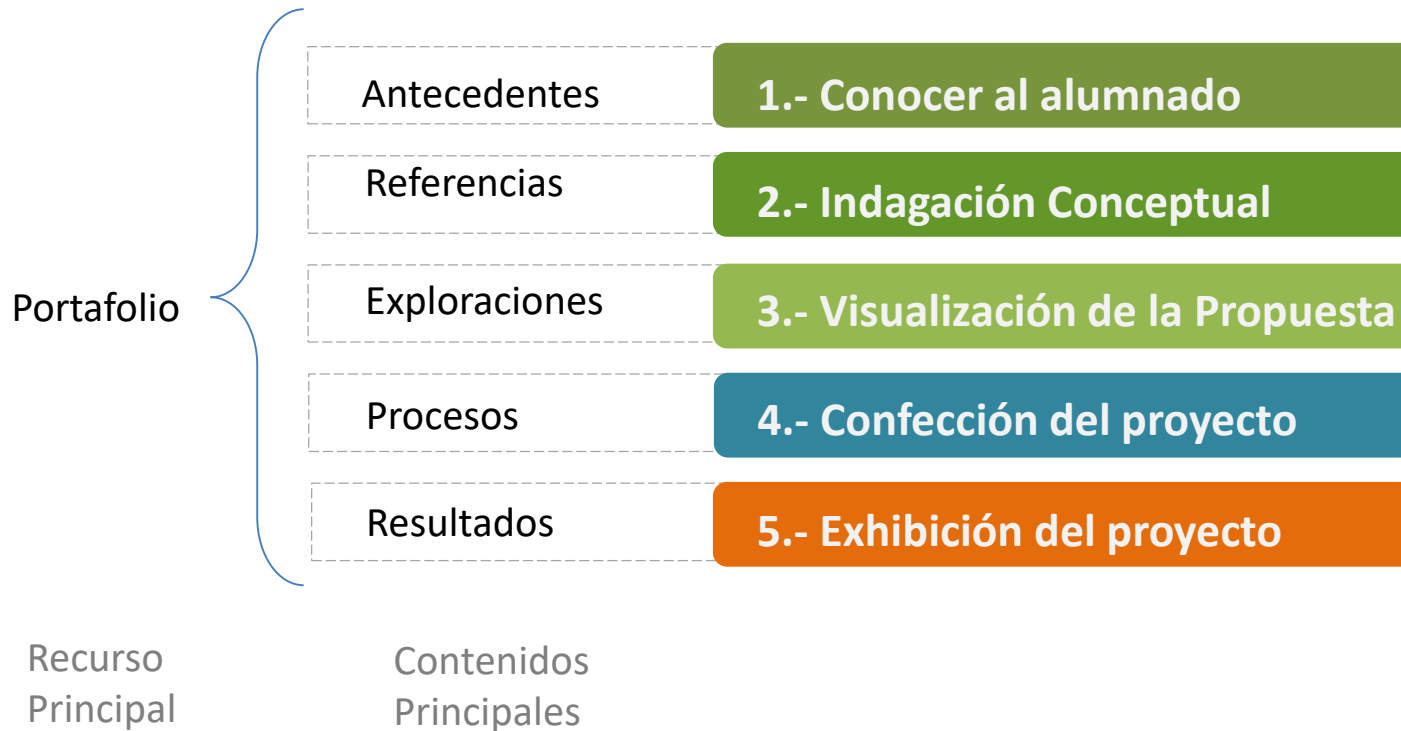 Portafolio
Antecedentes
1.- Conocer al alumnado
Referencias
2.- Indagación Conceptual
Exploraciones
3.- Visualización de la Propuesta
Procesos
4.- Confección del proyecto
Resultados
5.- Exhibición del proyecto
Recurso
Principal
Contenidos
Principales